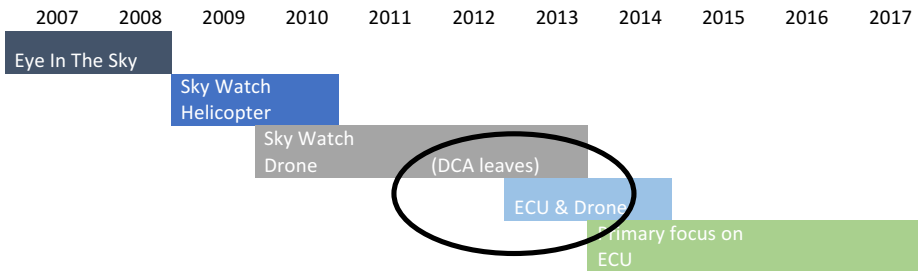 2007 2008 2009 2010 2011 2012 2013 2014 2015 2016 2017
Eye In The Sky
Sky Watch
Helicopter
Sky Watch
Drone (DCA leaves)
ECU & Drone
Primary focus on
ECU